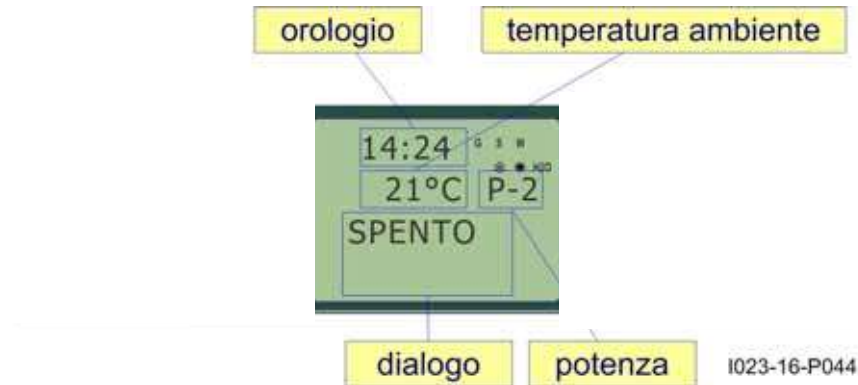 orologio
temperatura ambiente
14:24
G S M
21°C P-2
SPENTO
dialogo
potenza
I023-16-P044